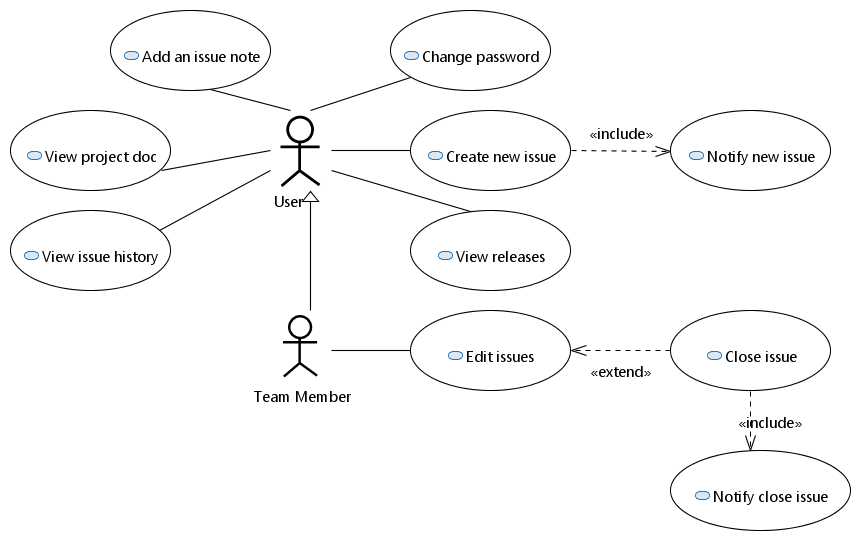 Add an issue note
Change password
View project doc
Create new issue
«include»
Notify new issue
User
View issue history
View releases
Edit issues
«extend»
Close issue
Team Member
«include»
Notify close issue